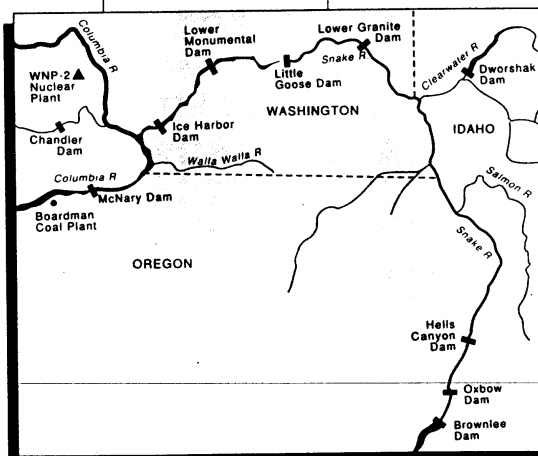 Columbia R
Lower
Monumental
Dam
Lower Granite
Dam
Snake R
Clearwater R
WNP-2
Nuclear
Plant
Little
Goose Dam
Dworshak
Dam
WASHINGTON
Chandler
Dam
Ice Harbor
Dam
IDAHO
Walla Walla R
Columbia R
McNary Dam
Salmon R
Boardman
Coal Plant
Snake R
OREGON
Hells
Canyon
Dam
Oxbow
Dam
Brownlee
Dam